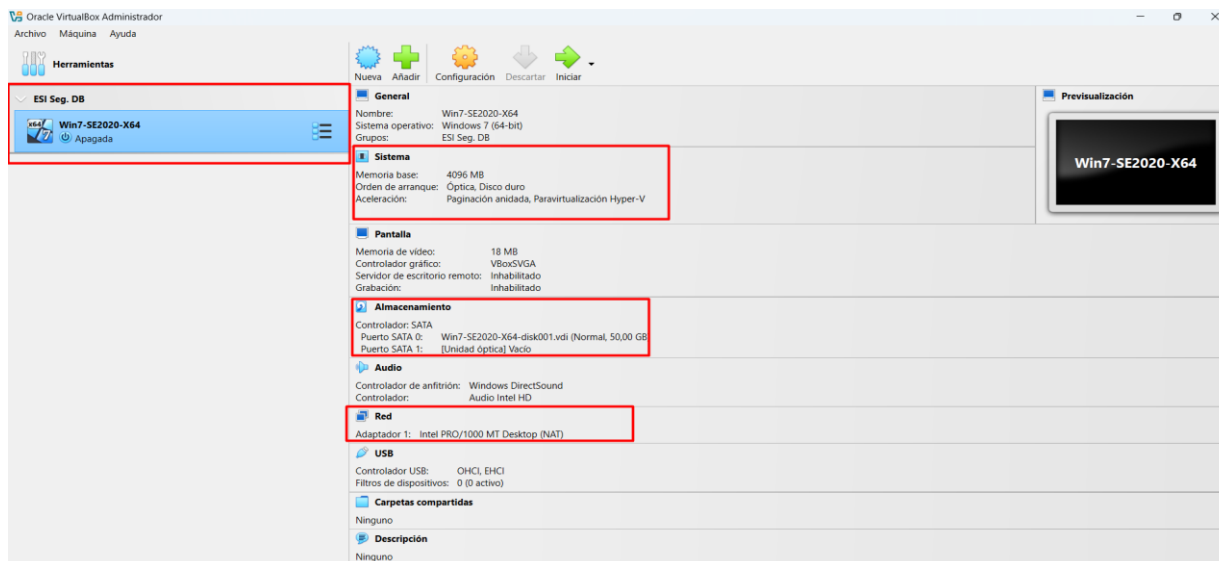 Oracle VirtualBox Administrador
Archivo Máquina Ayuda
Herramientas
Nueva Añadir Configuración Descartar Iniciar
ESI Seg. DB
x64 7
Win7-SE2020-X64
Apagada
General
Nombre: Win7-SE2020-X64
Sistema operativo: Windows 7 (64-bit)
Grupos: ESI Seg. DB
Sistema
Memoria base: 4096 MB
Orden de arranque: Óptica, Disco duro
Aceleración: Paginación anidada, Paravirtualización Hyper-V
Pantalla
Memoria de vídeo: 18 MB
Controlador gráfico: VBoxSVGA
Servidor de escritorio remoto: Inhabilitado
Grabación: Inhabilitado
Almacenamiento
Controlador: SATA
Puerto SATA 0: Win7-SE2020-X64-disk001.vdi (Normal, 50,00 GB
Puerto SATA 1: [Unidad óptica] Vacío
Audio
Controlador de anfitrión: Windows DirectSound
Controlador: Audio Intel HD
Red
Adaptador 1: Intel PRO/1000 MT Desktop (NAT)
USB
Controlador USB: OHCI, EHCI
Filtros de dispositivos: 0 (0 activo)
Carpetas compartidas
Ninguno
Descripción
Ninguno
Previsualización
Win7-SE2020-X64